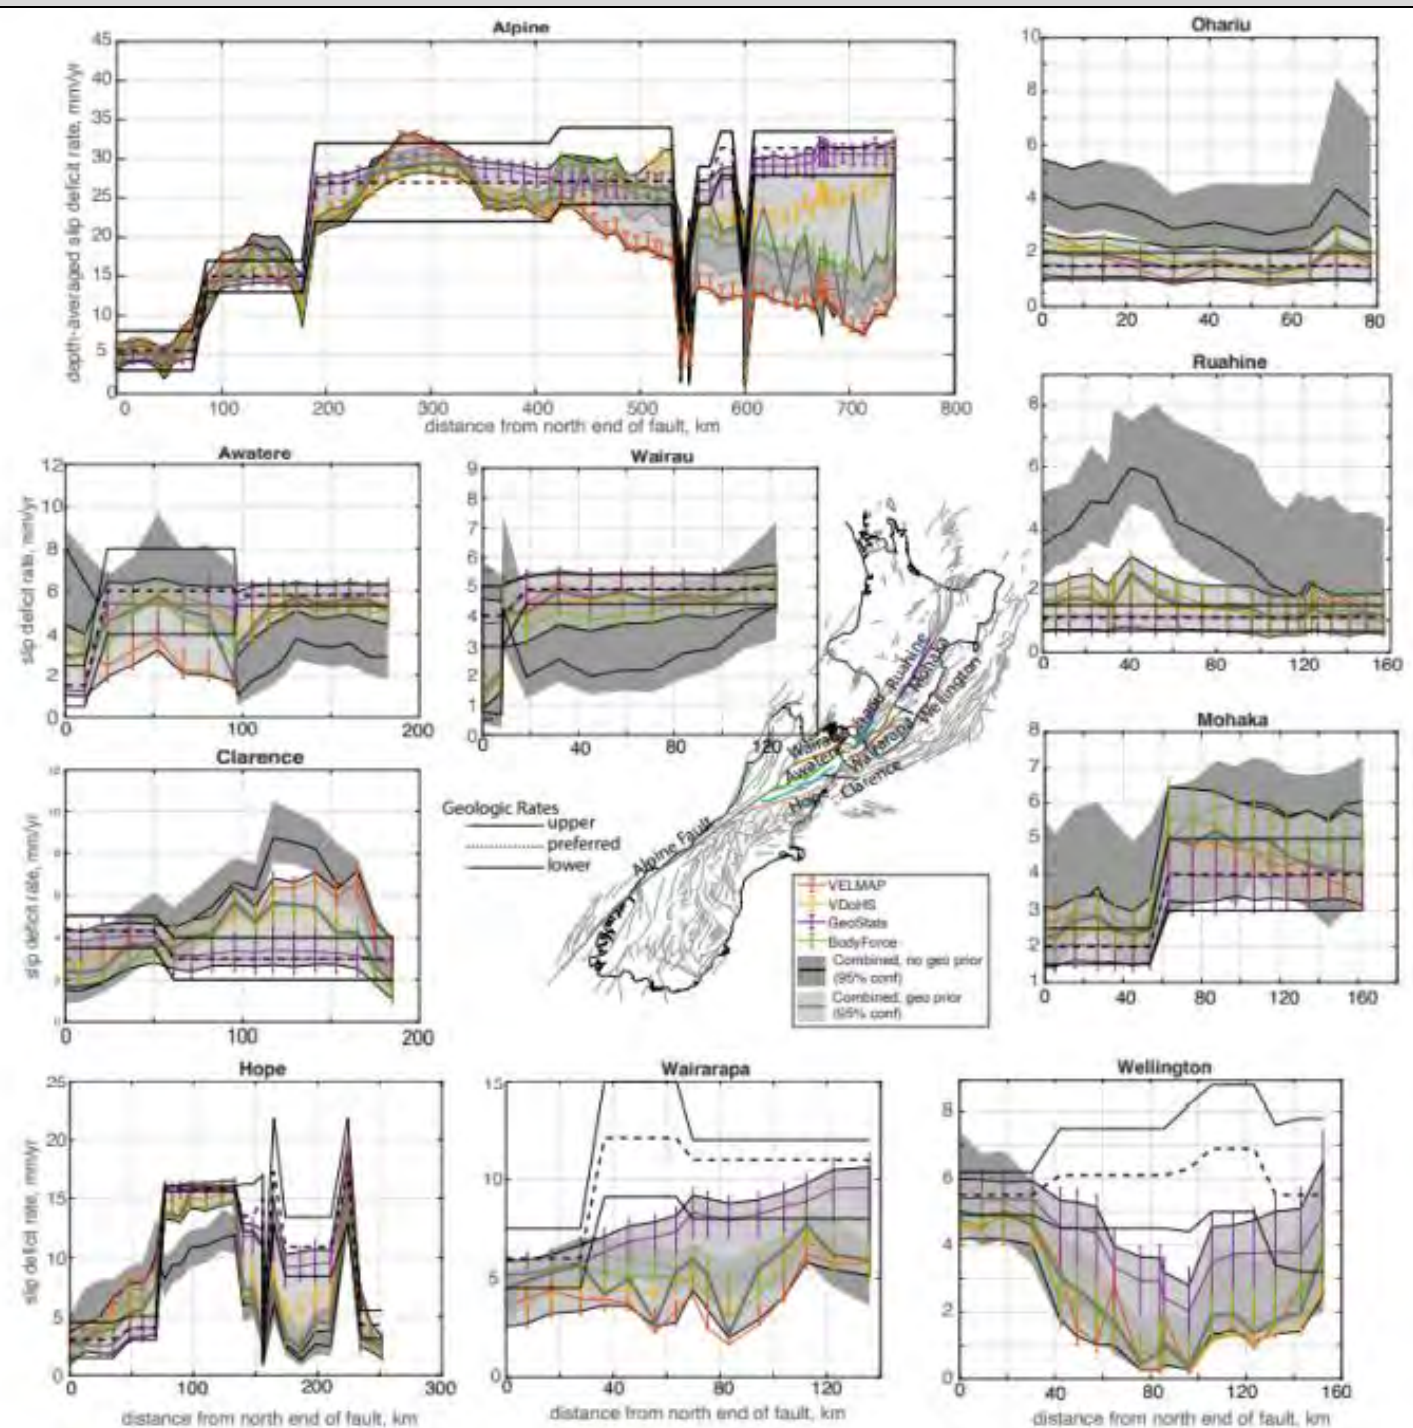 Alpine
45
40
35
30
25
20
15
10
5
0
depth-averaged slip deficit rate, mm/yr
0 100 200 300 400 500 600 700 800
distance from north end of fault, km
Ohariu
10
8
6
4
2
0
0 20 40 60 80
Ruahine
8
6
4
2
0
0 40 80 120 160
Awatere
12
10
8
6
4
2
0
slip deficit rate, mm/yr
0 100 200
Wairau
9
8
7
6
5
4
3
2
1
0
0 40 80 120
Clarence
slip deficit rate, mm/yr
0 100 200
Geologic Rates
upper
preferred
lower
Ruahine
Mohaka
Wellington
Wairarapa
Awatere
Hope
Clarence
Alpine Fault
VELMAP
VDoHS
GeoStats
BodyForce
Combined, no geo prior
(95% conf)
Combined, geo prior
(95% conf)
Mohaka
8
7
6
5
4
3
2
1
0 40 80 120 160
Hope
25
20
15
10
5
0
slip deficit rate, mm/yr
0 100 200 300
distance from north end of fault, km
Wairarapa
15
10
5
0
0 40 80 120
distance from north end of fault, km
Wellington
8
6
4
2
0
0 40 80 120 160
distance from north end of fault, km